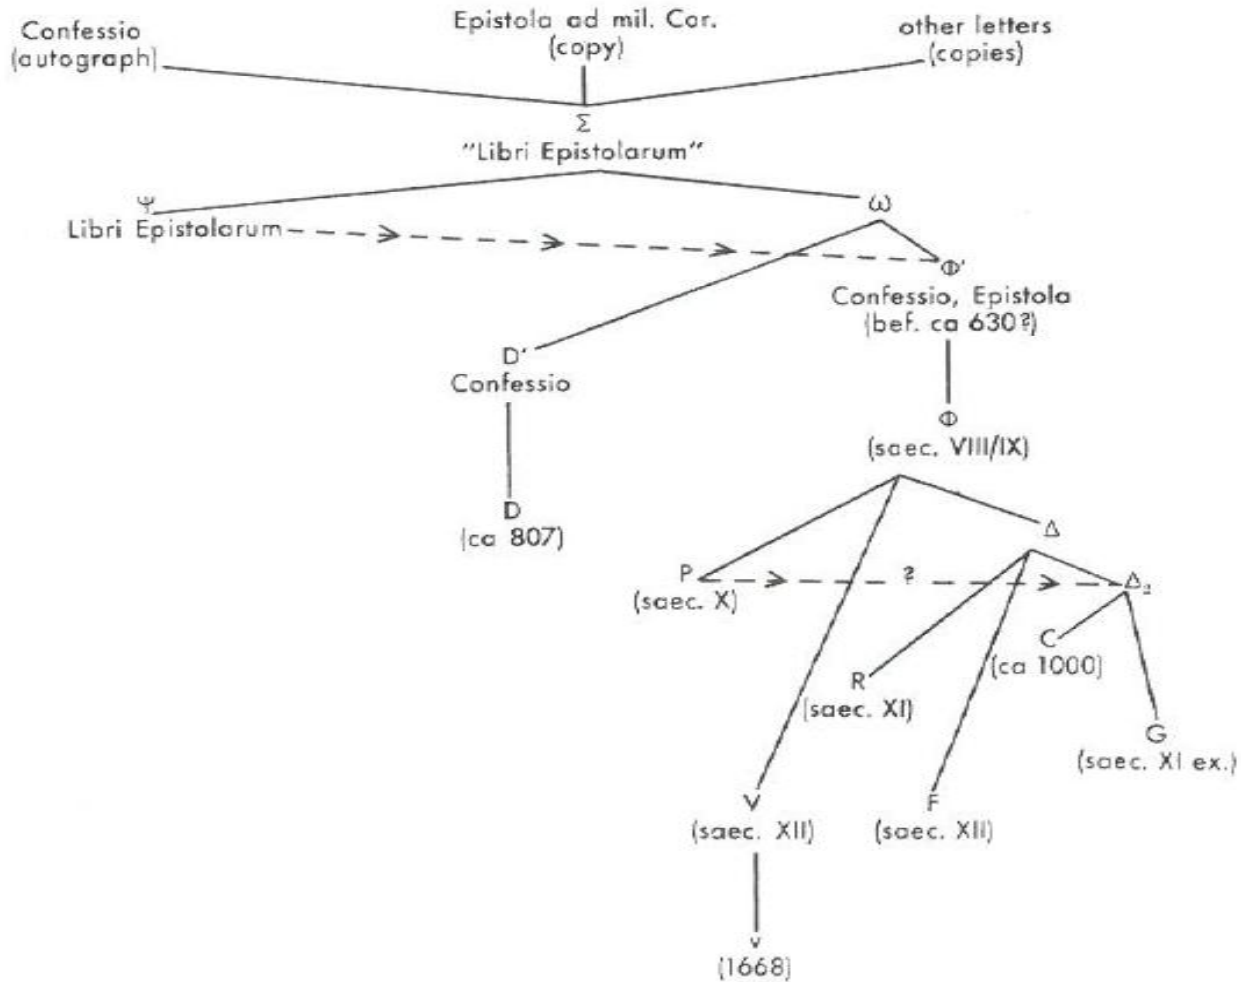 Confessio
(autograph)
Epistola ad mil. Cor.
(copy)
other letters
(copies)
Σ
"Libri Epistolarum"
Ψ
Libri Epistolarum
ω
Φ'
Confessio, Epistola
(bef. ca 630?)
D'
Confessio
Φ
(saec. VIII/IX)
D
(ca 807)
Δ
P
(saec. X)
?
Δ₂
C
(ca 1000)
R
(saec. XI)
G
(saec. XI ex.)
V
(saec. XII)
F
(saec. XII)
v
(1668)